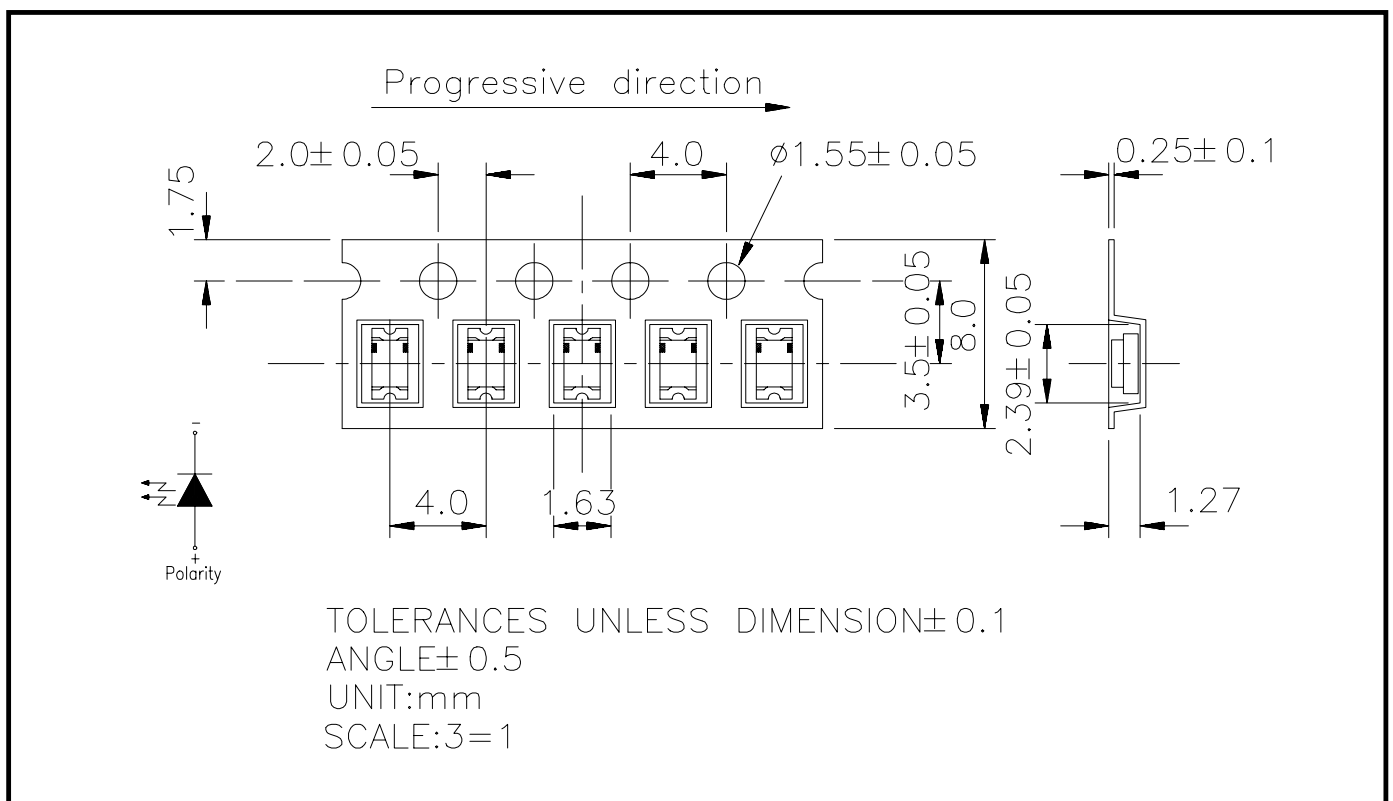 Progressive direction
2.0± 0.05
4.0
ø1.55± 0.05
0.25± 0.1
1.75
3.5± 0.05
8.0
2.39± 0.05
4.0
1.63
1.27
-
+
Polarity
TOLERANCES UNLESS DIMENSION± 0.1
ANGLE± 0.5
UNIT:mm
SCALE:3=1